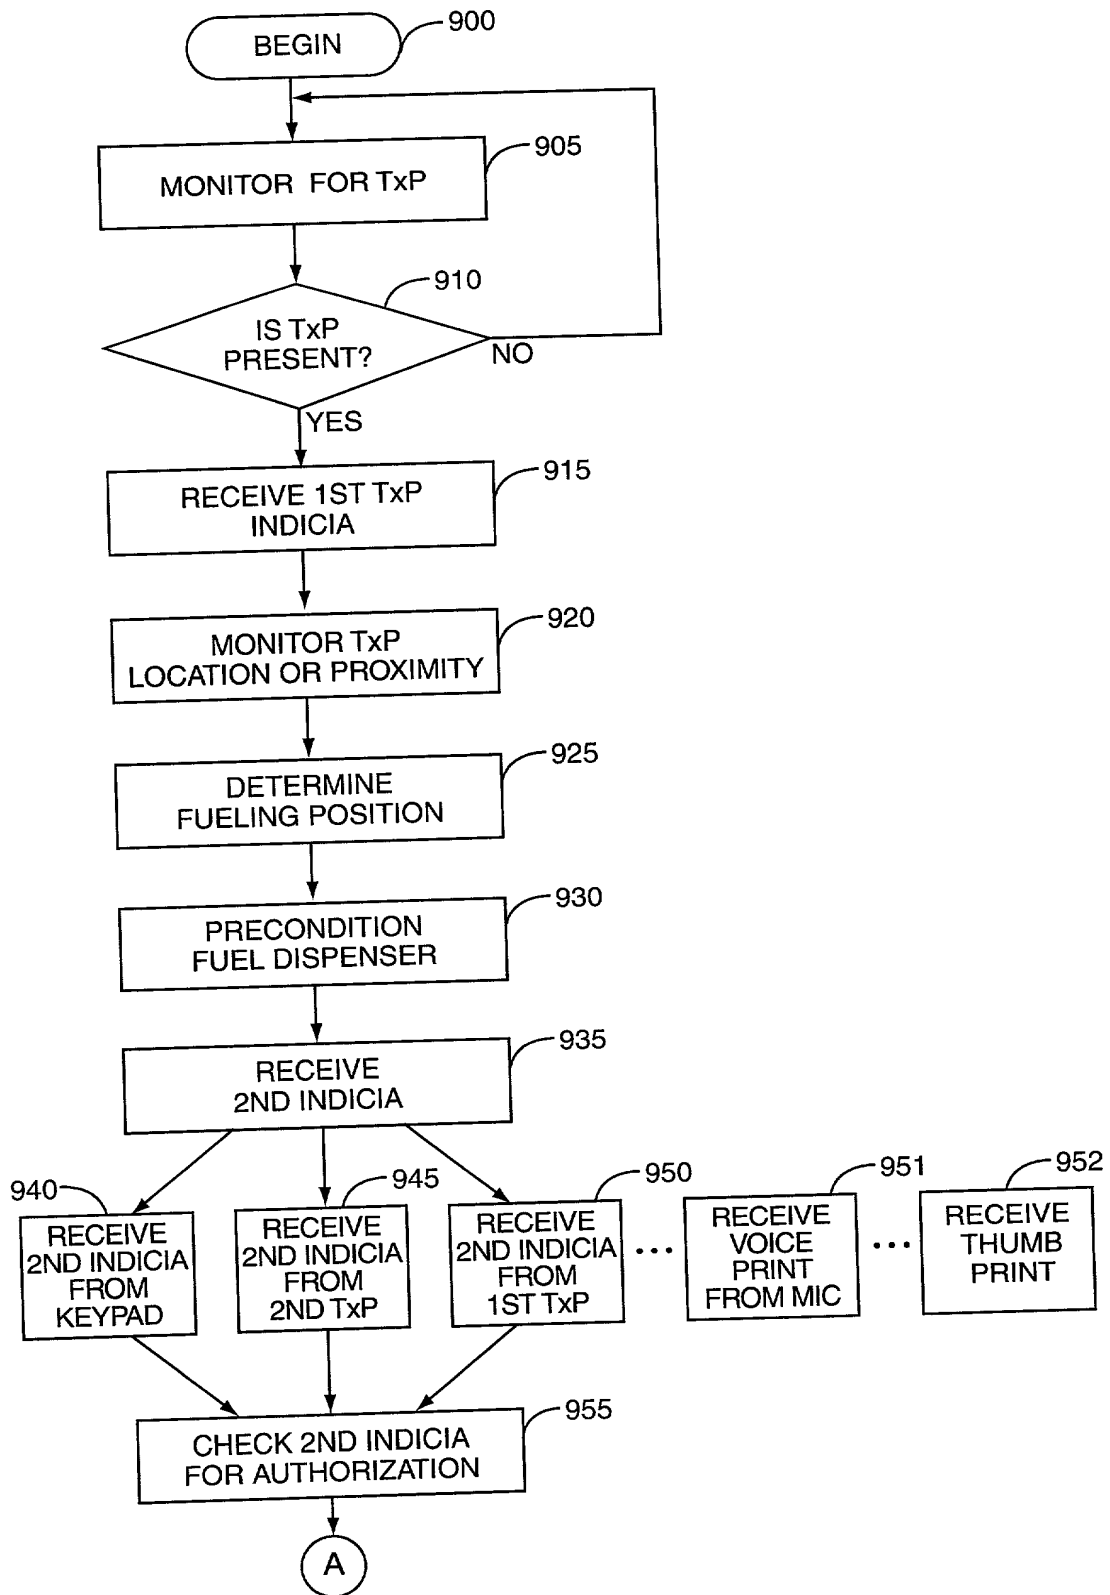 900
BEGIN
905
MONITOR FOR TxP
910
IS TxP
PRESENT?
NO
YES
915
RECEIVE 1ST TxP
INDICIA
920
MONITOR TxP
LOCATION OR PROXIMITY
925
DETERMINE
FUELING POSITION
930
PRECONDITION
FUEL DISPENSER
935
RECEIVE
2ND INDICIA
940
RECEIVE
2ND INDICIA
FROM
KEYPAD
945
RECEIVE
2ND INDICIA
FROM
2ND TxP
950
RECEIVE
2ND INDICIA
FROM
1ST TxP
...
951
RECEIVE
VOICE
PRINT
FROM MIC
...
952
RECEIVE
THUMB
PRINT
955
CHECK 2ND INDICIA
FOR AUTHORIZATION
A